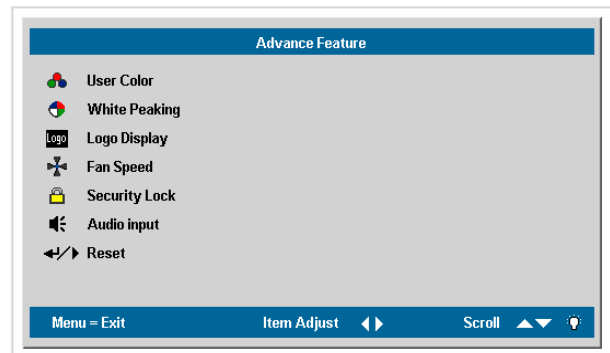 Advance Feature
User Color
White Peaking
Logo Logo Display
Fan Speed
Security Lock
Audio input
Reset
Menu = Exit Item Adjust Scroll